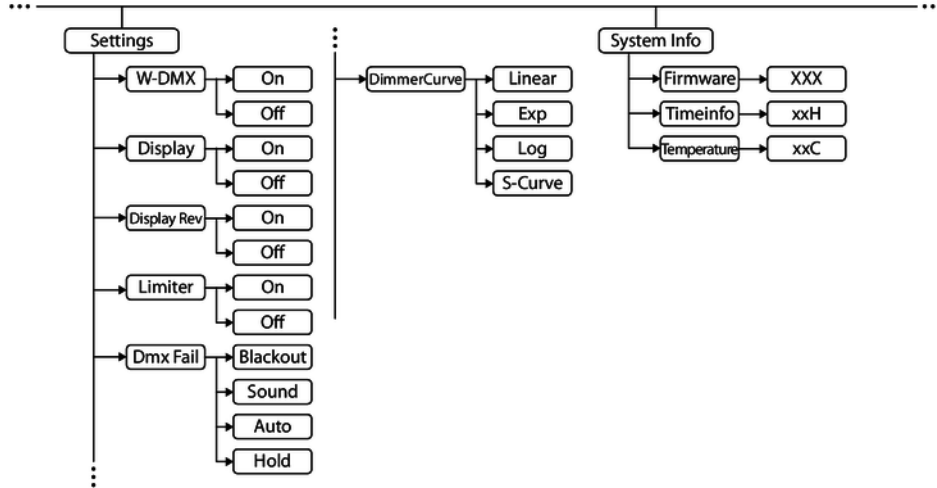 Settings
W-DMX
On
Off
Display
On
Off
Display Rev
On
Off
Limiter
On
Off
Dmx Fail
Blackout
Sound
Auto
Hold
DimmerCurve
Linear
Exp
Log
S-Curve
System Info
Firmware
XXX
Timeinfo
xxH
Temperature
xxC